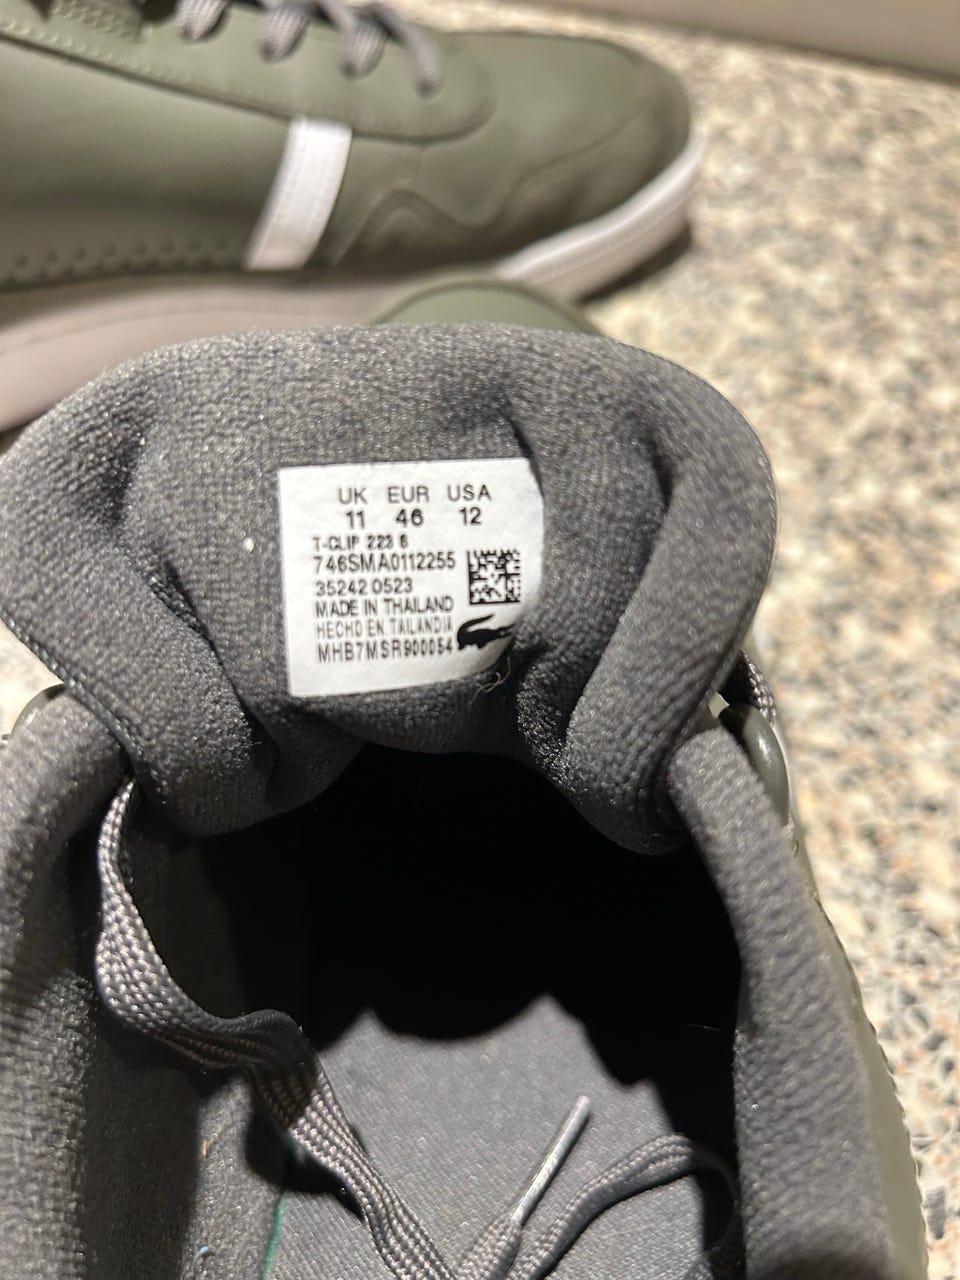 UK EUR USA
11 46 12
T-CLIP 223 6
746SMA0112255
35242 0523
MADE IN THAILAND
HECHO EN TAILANDIA
MHB7MSR900054